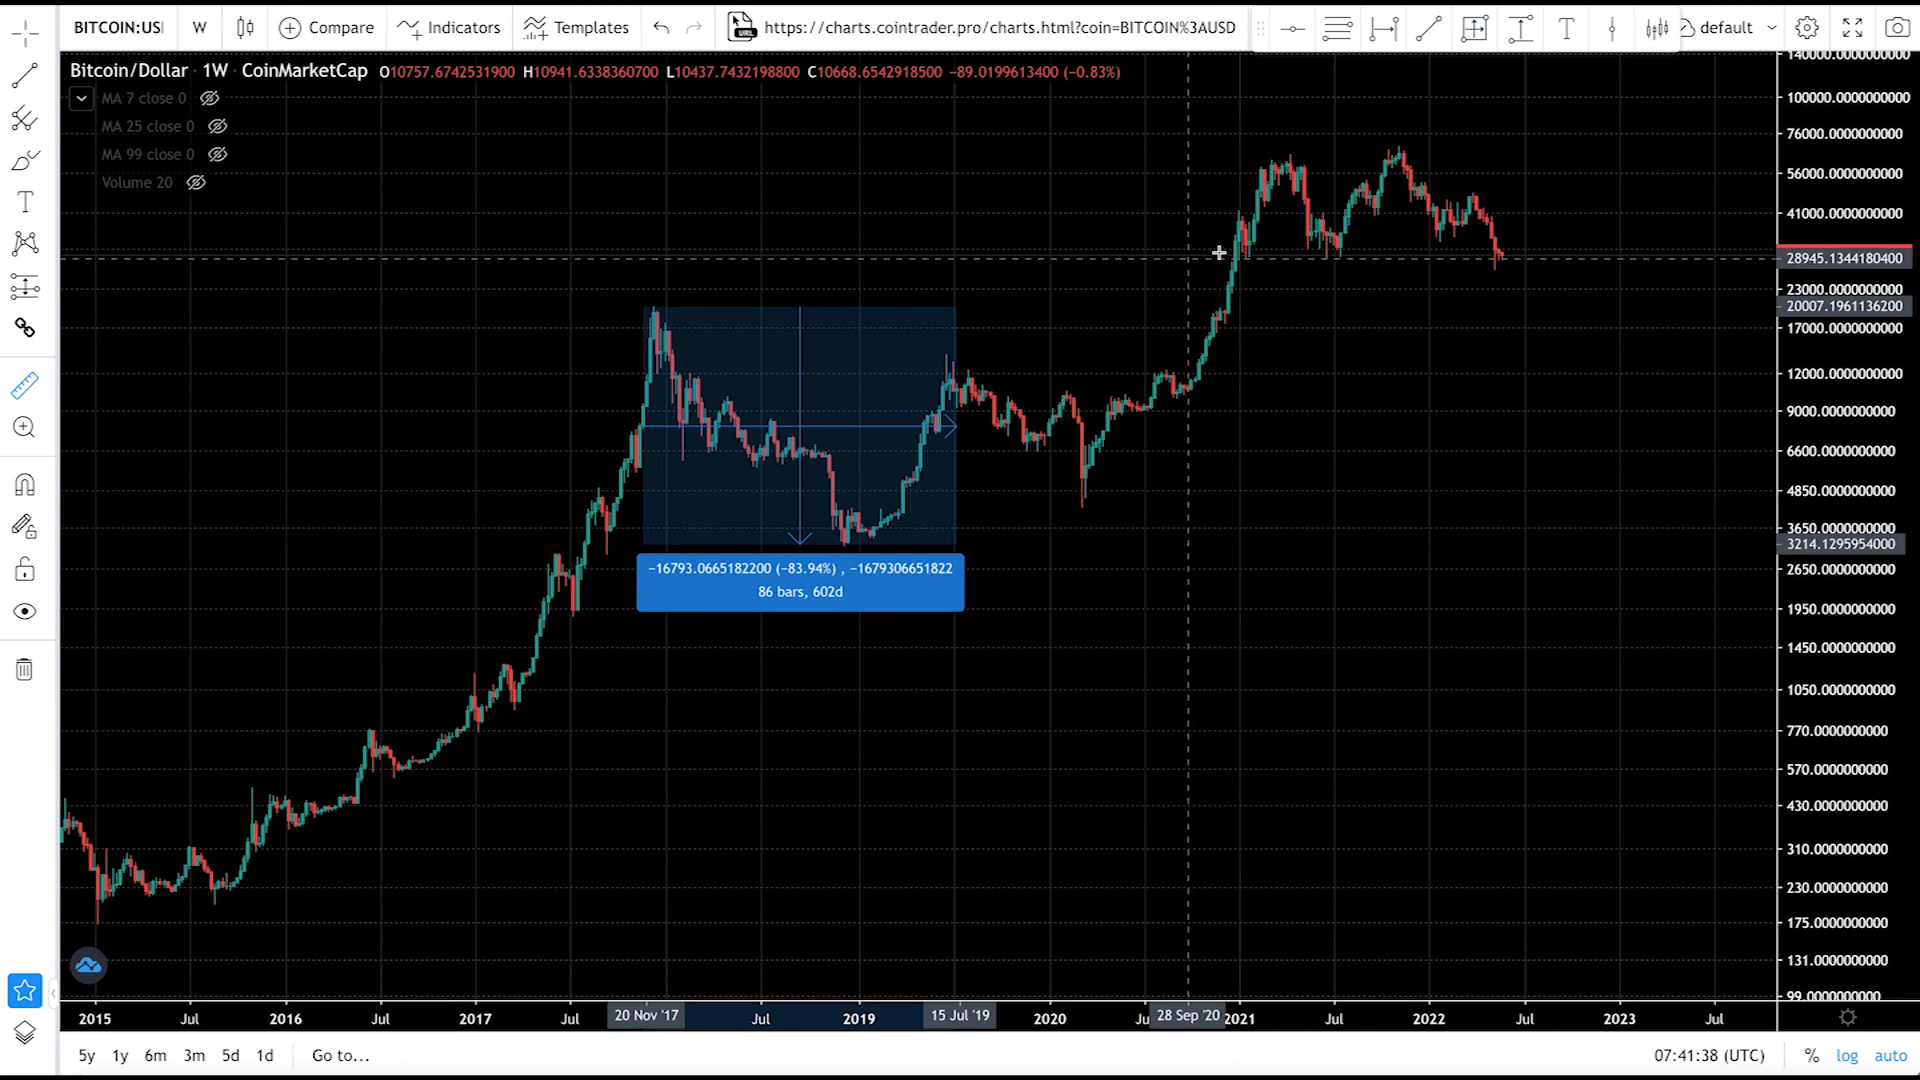 BITCOIN:US W Compare Indicators Templates https://charts.cointrader.pro/charts.html?coin=BITCOIN%3AUSD T default
Bitcoin/Dollar · 1W · CoinMarketCap O10757.6742531900 H10941.6338360700 L10437.7432198800 C10668.6542918500 −89.0199613400 (−0.83%)
MA 7 close 0
MA 25 close 0
MA 99 close 0
Volume 20
140000.0000000000
100000.0000000000
76000.0000000000
56000.0000000000
41000.0000000000
28945.1344180400
23000.0000000000
20007.1961136200
17000.0000000000
12000.0000000000
9000.0000000000
6600.0000000000
4850.0000000000
3650.0000000000
3214.1295954000
2650.0000000000
1950.0000000000
1450.0000000000
1050.0000000000
770.0000000000
570.0000000000
430.0000000000
310.0000000000
230.0000000000
175.0000000000
131.0000000000
99.0000000000
−16793.0665182200 (−83.94%) , −1679306651822
86 bars, 602d
2015 Jul 2016 Jul 2017 Jul 20 Nov '17 Jul 2019 15 Jul '19 2020 Ju 28 Sep '20 2021 Jul 2022 Jul 2023 Jul
5y 1y 6m 3m 5d 1d Go to... 07:41:38 (UTC) % log auto